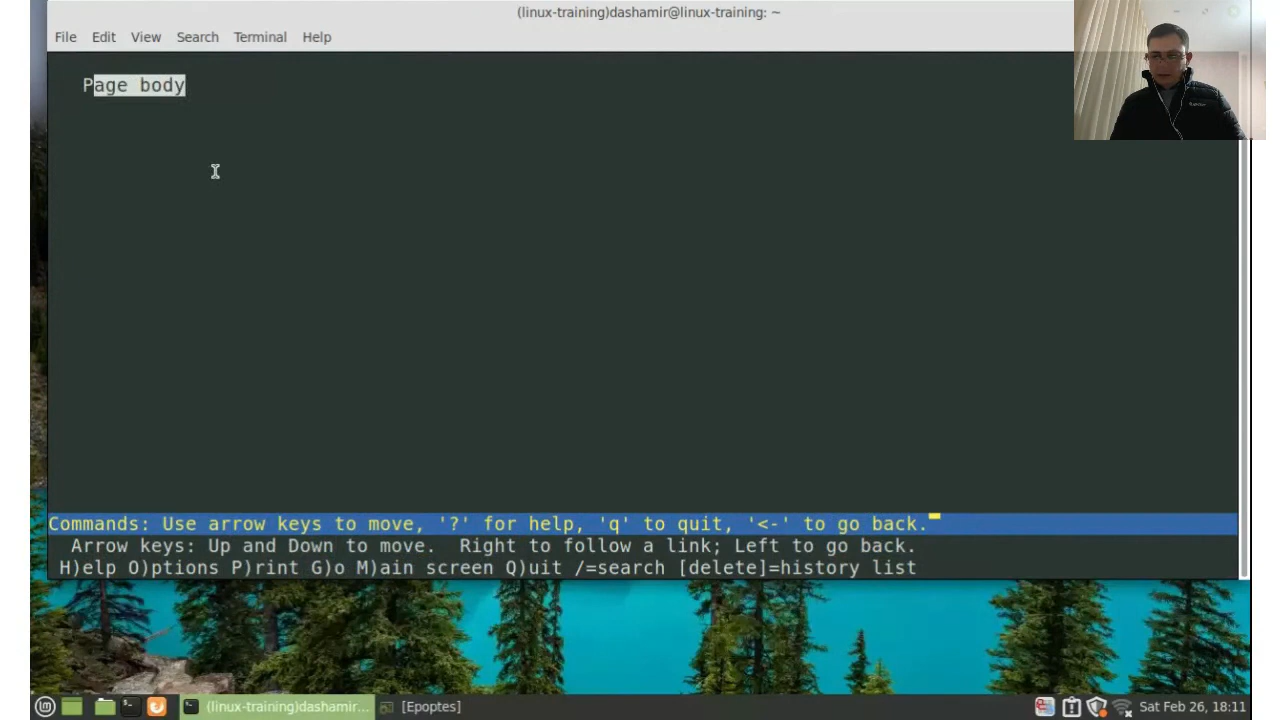 (linux-training)dashamir@linux-training: ~
File Edit View Search Terminal Help
Page body
Commands: Use arrow keys to move, '?' for help, 'q' to quit, '<-' to go back.
Arrow keys: Up and Down to move. Right to follow a link; Left to go back.
H)elp O)ptions P)rint G)o M)ain screen Q)uit /=search [delete]=history list
(linux-training)dashamir... [Epoptes] Sat Feb 26, 18:11